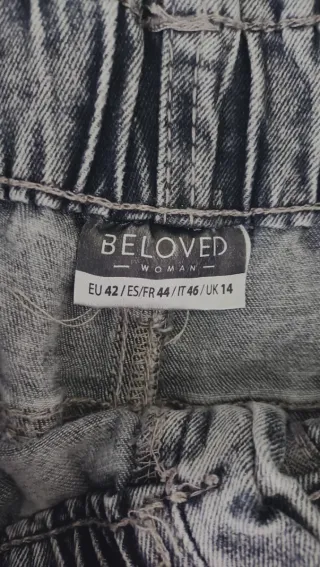 BELOVED
— WOMAN —
EU 42 / ES/FR 44 / IT 46 / UK 14